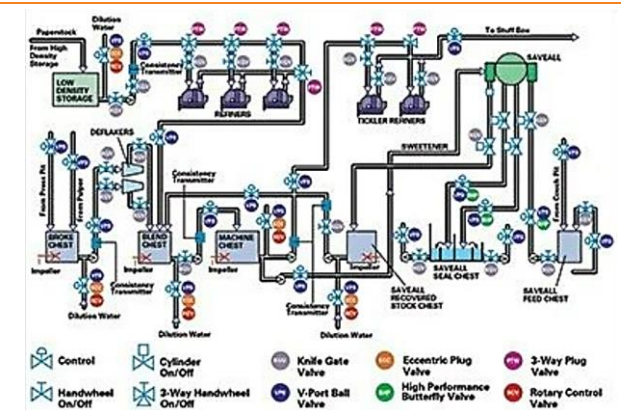 Dilution
Water
Paperstock
From High
Density
Storage
LOW
DENSITY
STORAGE
Consistency
Transmitter
REFINERS
TICKLER REFINERS
To Stuff Box
SAVEALL
SWEETENER
DEFLAKERS
Consistency
Transmitter
From Press Pit
From Pulper
From Couch Pit
BROKE
CHEST
BLEND
CHEST
MACHINE
CHEST
Impeller
Impeller
Impeller
Impeller
Consistency
Transmitter
Consistency
Transmitter
SAVEALL
RECOVERED
STOCK CHEST
SAVEALL
SEAL CHEST
SAVEALL
FEED CHEST
Dilution Water
Dilution Water
Dilution Water
Control
Cylinder
On/Off
Knife Gate
Valve
Eccentric Plug
Valve
3-Way Plug
Valve
Handwheel
On/Off
3-Way Handwheel
On/Off
V-Port Ball
Valve
High Performance
Butterfly Valve
Rotary Control
Valve